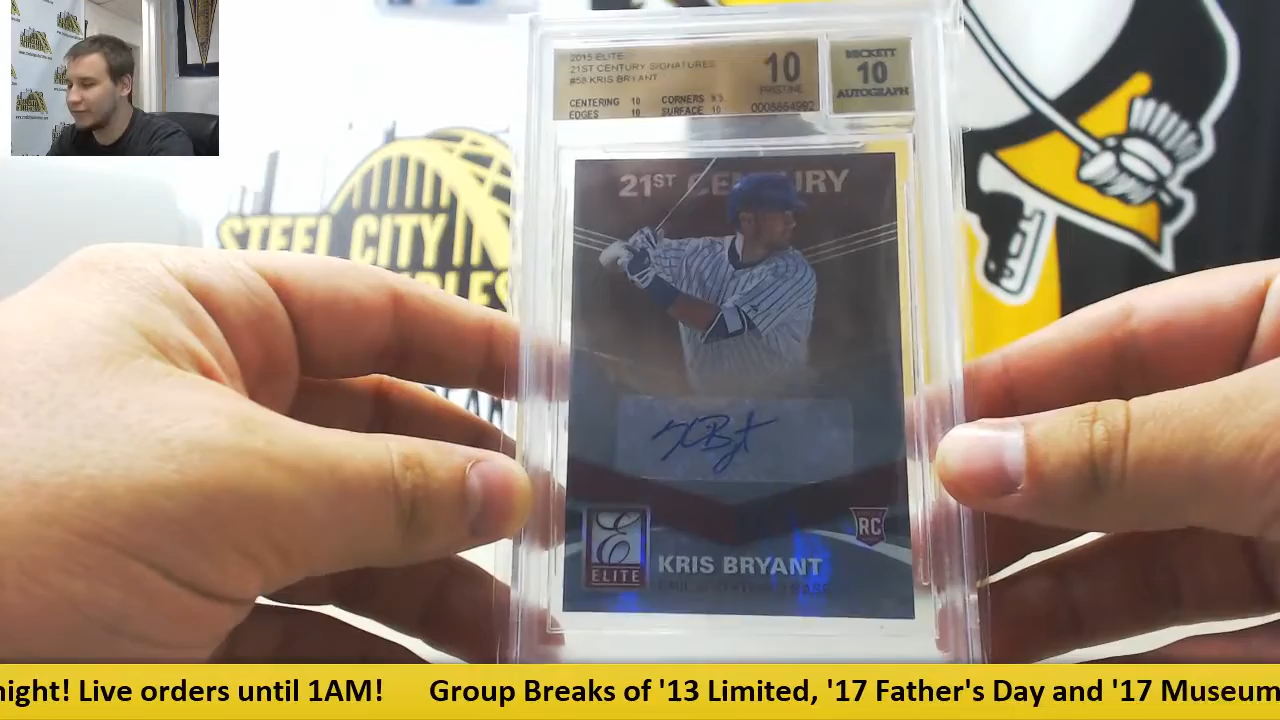 2015 ELITE
21ST CENTURY SIGNATURES
#58 KRIS BRYANT
CENTERING 10 CORNERS 9.5
EDGES 10 SURFACE 10
10
PRISTINE
0008854992
BECKETT
10
AUTOGRAPH
21ST CENTURY
STEEL CITY
KRIS BRYANT
ELITE
RC
night! Live orders until 1AM! Group Breaks of '13 Limited, '17 Father's Day and '17 Museum